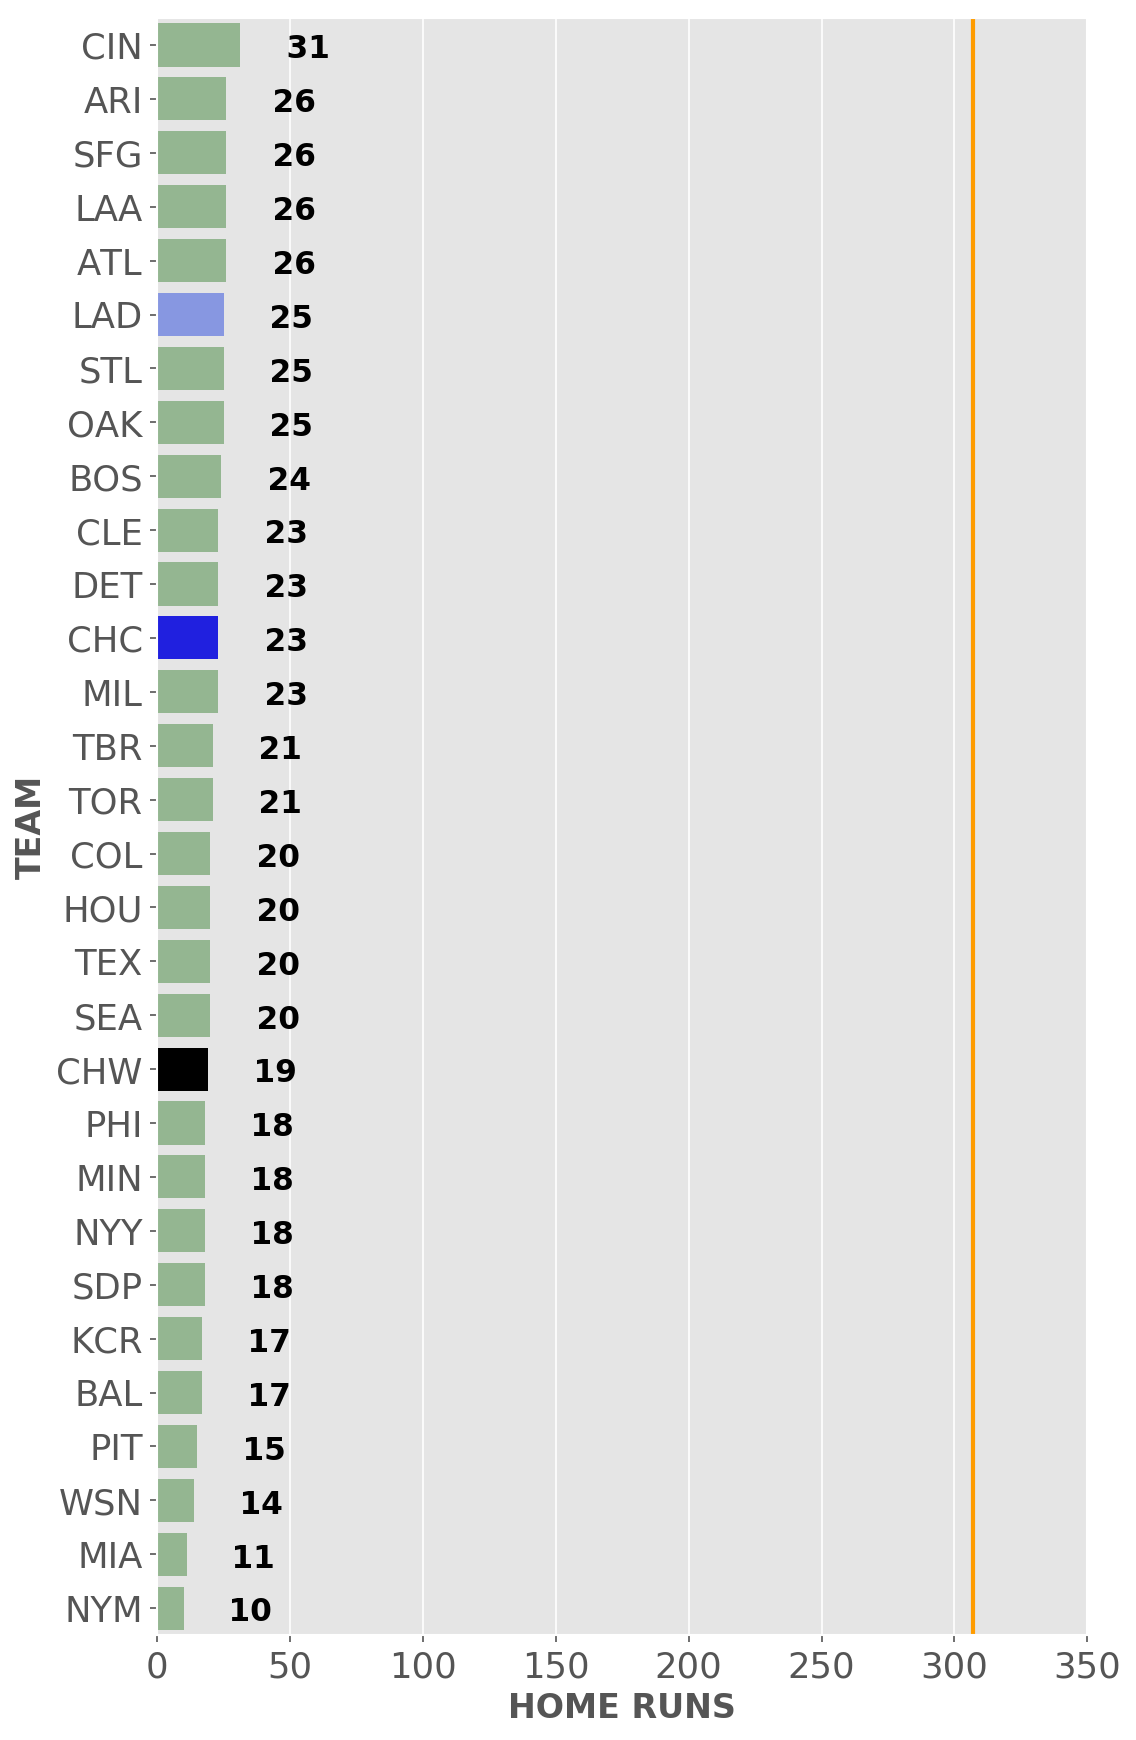 CIN 31
ARI 26
SFG 26
LAA 26
ATL 26
LAD 25
STL 25
OAK 25
BOS 24
CLE 23
DET 23
CHC 23
MIL 23
TBR 21
TOR 21
COL 20
HOU 20
TEX 20
SEA 20
CHW 19
PHI 18
MIN 18
NYY 18
SDP 18
KCR 17
BAL 17
PIT 15
WSN 14
MIA 11
NYM 10
TEAM
0 50 100 150 200 250 300 350
HOME RUNS